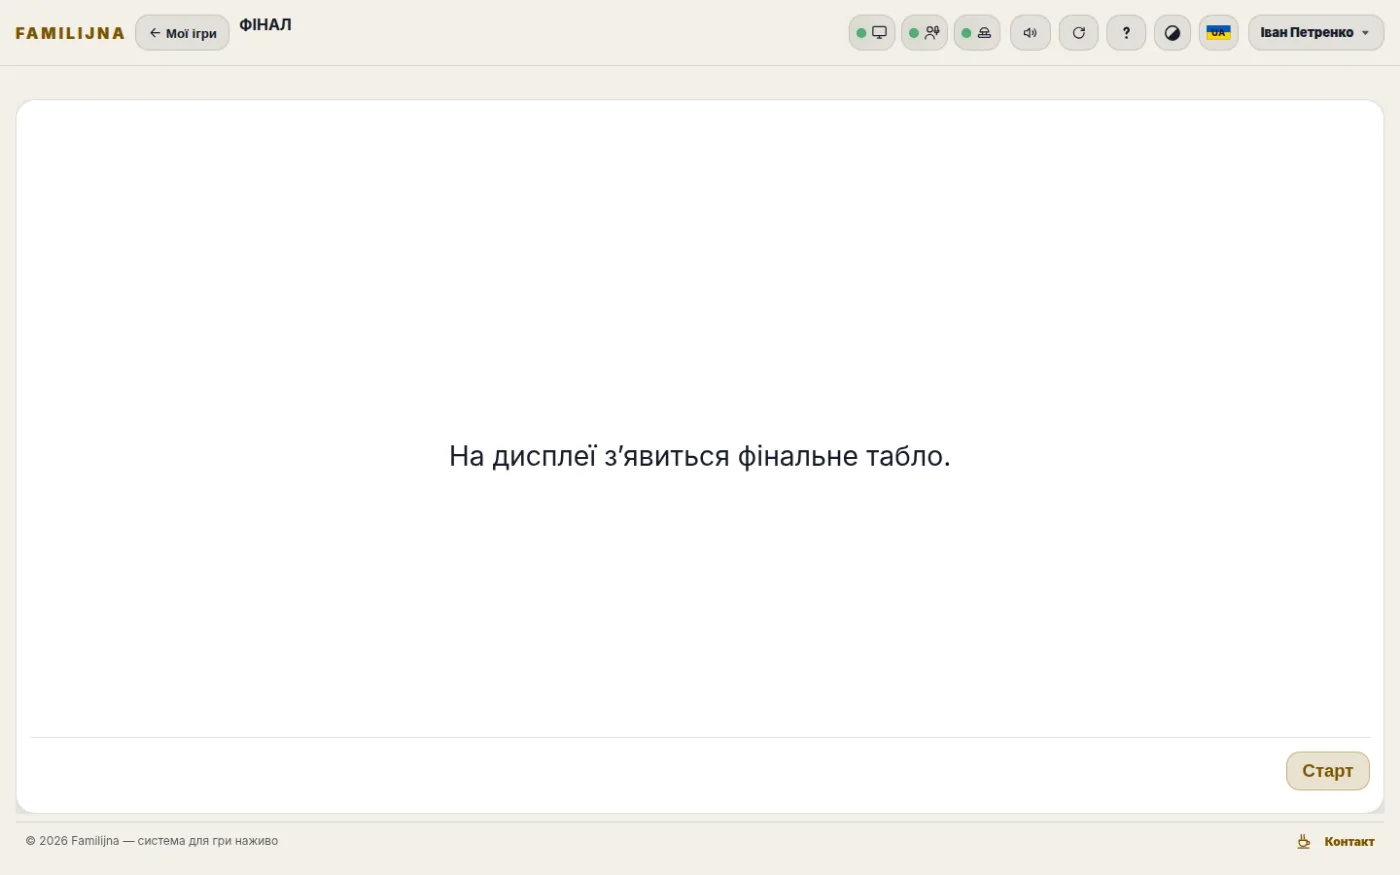 FAMILIJNA
← Мої ігри
ФІНАЛ
?
UA
Іван Петренко
На дисплеї з’явиться фінальне табло.
Старт
© 2026 Familijna — система для гри наживо
Контакт